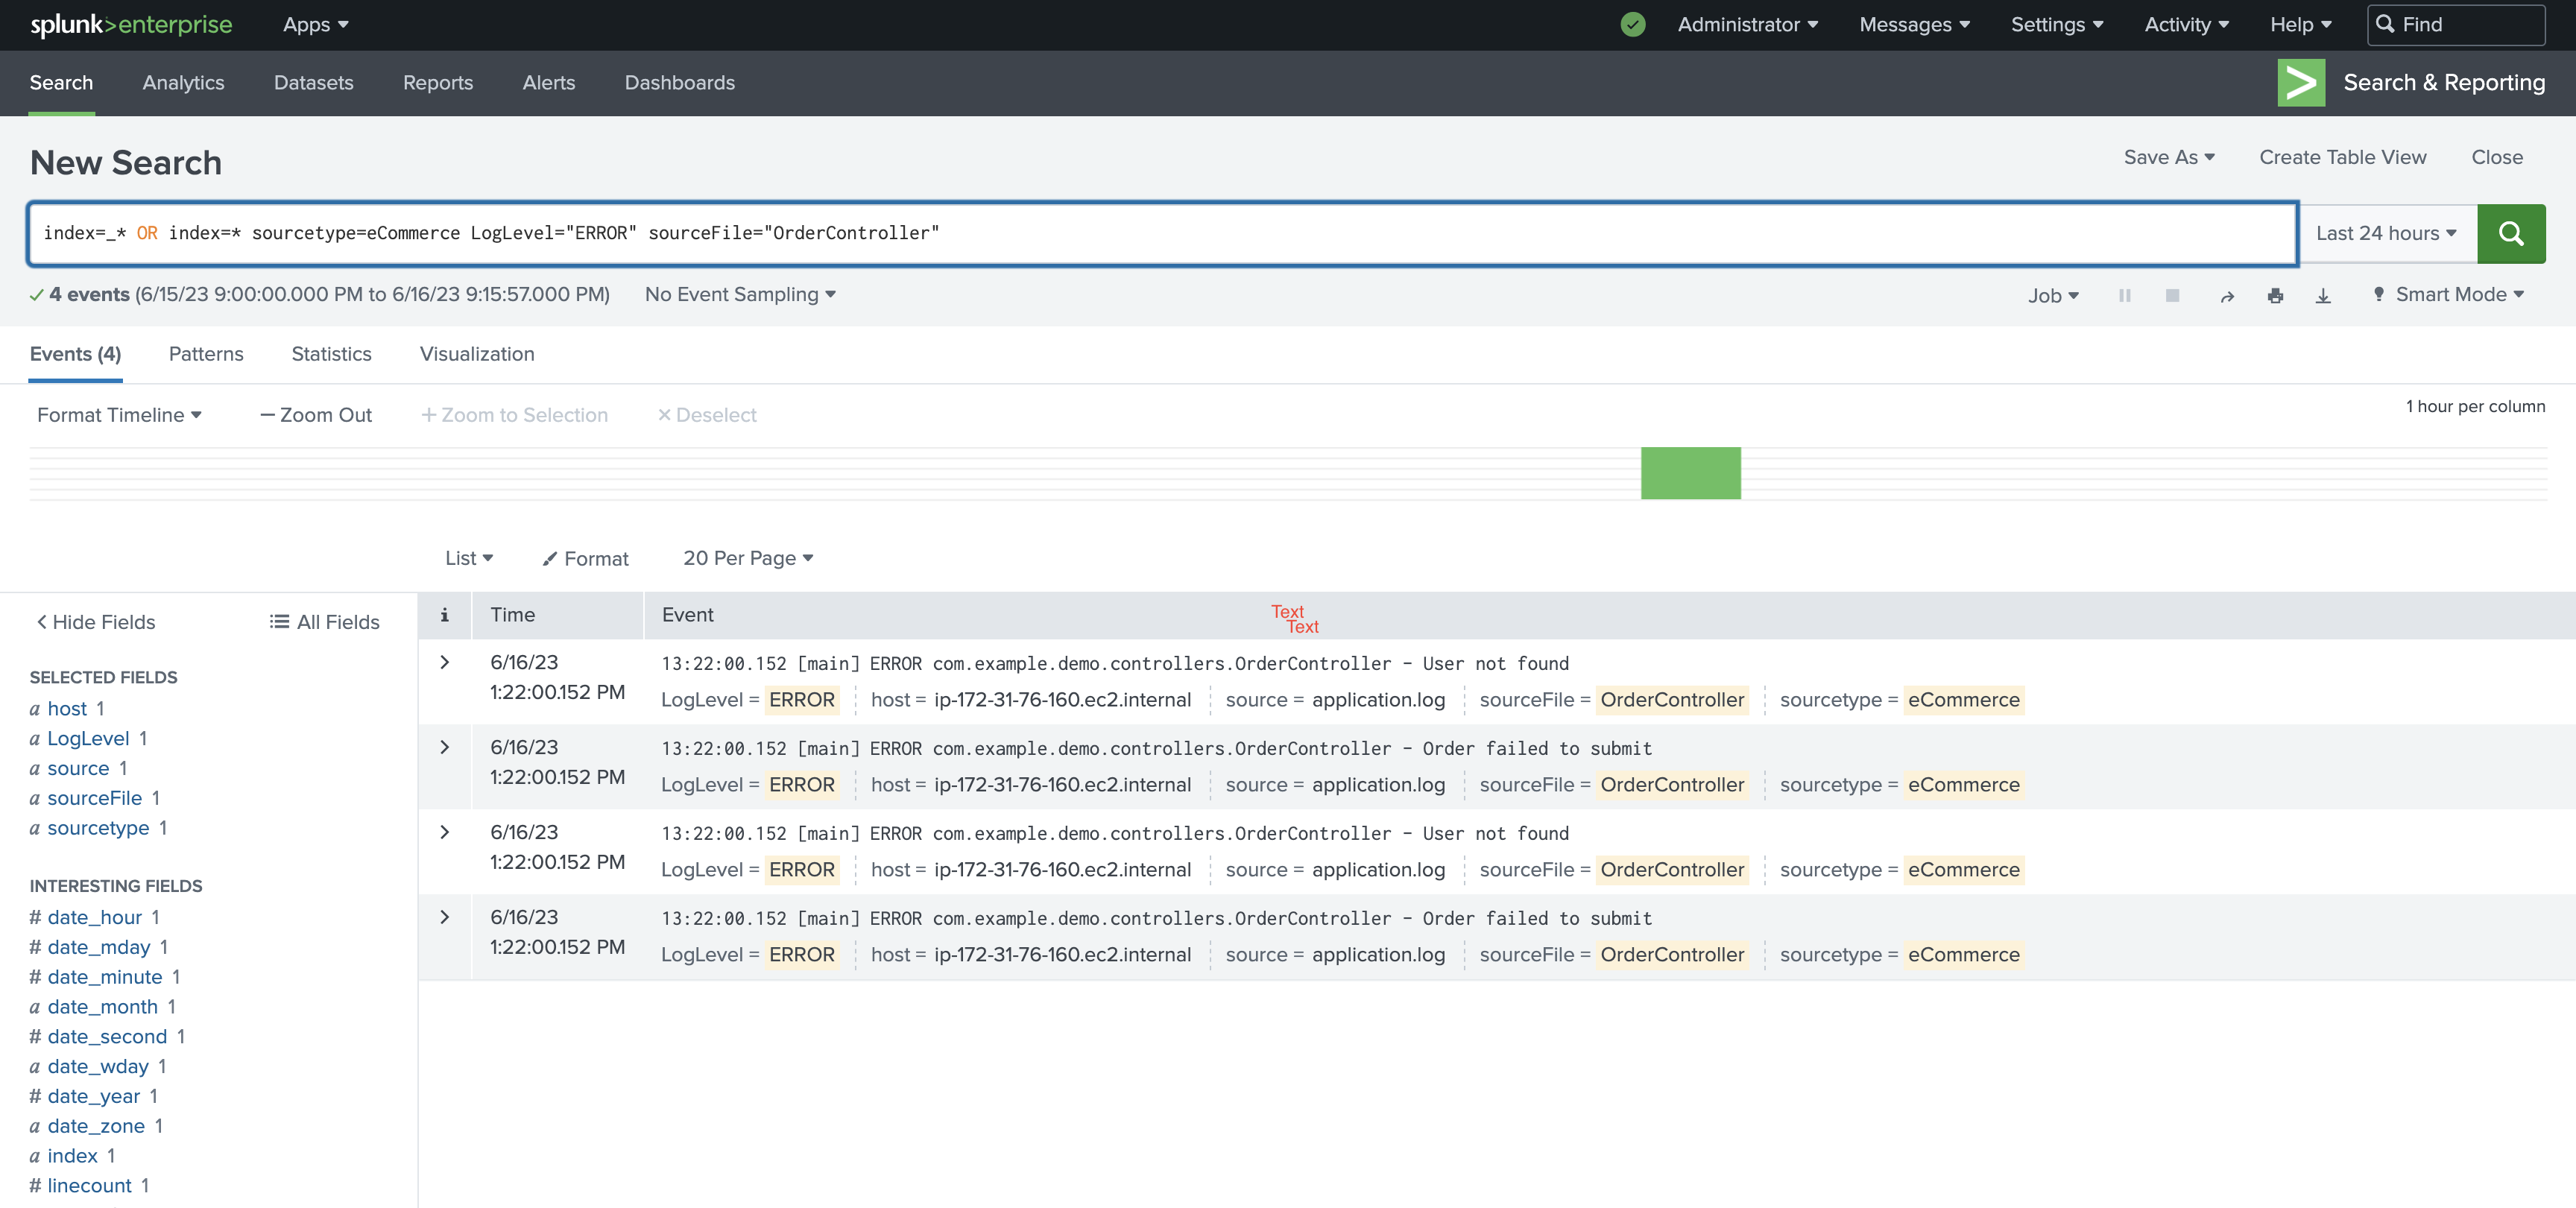 splunk>enterprise Apps Administrator Messages Settings Activity Help Find
Search Analytics Datasets Reports Alerts Dashboards Search & Reporting
New Search Save As Create Table View Close
index=_* OR index=* sourcetype=eCommerce LogLevel="ERROR" sourceFile="OrderController" Last 24 hours
4 events (6/15/23 9:00:00.000 PM to 6/16/23 9:15:57.000 PM) No Event Sampling Job Smart Mode
Events (4) Patterns Statistics Visualization
Format Timeline — Zoom Out + Zoom to Selection × Deselect 1 hour per column
List Format 20 Per Page
< Hide Fields All Fields
SELECTED FIELDS
a host 1
a LogLevel 1
a source 1
a sourceFile 1
a sourcetype 1
INTERESTING FIELDS
# date_hour 1
# date_mday 1
# date_minute 1
a date_month 1
# date_second 1
a date_wday 1
# date_year 1
a date_zone 1
a index 1
# linecount 1
i Time Event
Text
Text
6/16/23
1:22:00.152 PM
13:22:00.152 [main] ERROR com.example.demo.controllers.OrderController - User not found
LogLevel = ERROR host = ip-172-31-76-160.ec2.internal source = application.log sourceFile = OrderController sourcetype = eCommerce
6/16/23
1:22:00.152 PM
13:22:00.152 [main] ERROR com.example.demo.controllers.OrderController - Order failed to submit
LogLevel = ERROR host = ip-172-31-76-160.ec2.internal source = application.log sourceFile = OrderController sourcetype = eCommerce
6/16/23
1:22:00.152 PM
13:22:00.152 [main] ERROR com.example.demo.controllers.OrderController - User not found
LogLevel = ERROR host = ip-172-31-76-160.ec2.internal source = application.log sourceFile = OrderController sourcetype = eCommerce
6/16/23
1:22:00.152 PM
13:22:00.152 [main] ERROR com.example.demo.controllers.OrderController - Order failed to submit
LogLevel = ERROR host = ip-172-31-76-160.ec2.internal source = application.log sourceFile = OrderController sourcetype = eCommerce